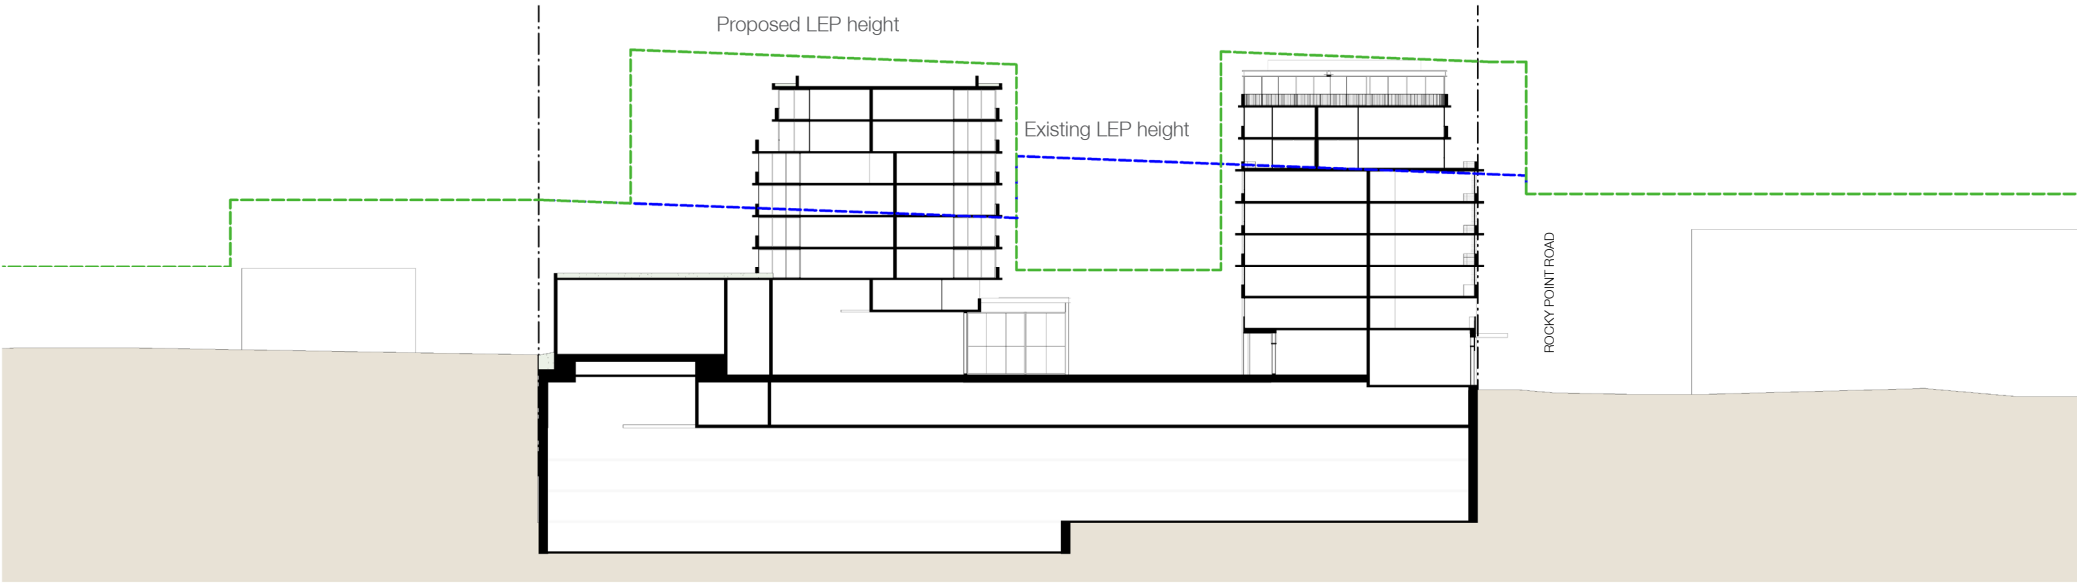 Proposed LEP height
Existing LEP height
ROCKY POINT ROAD